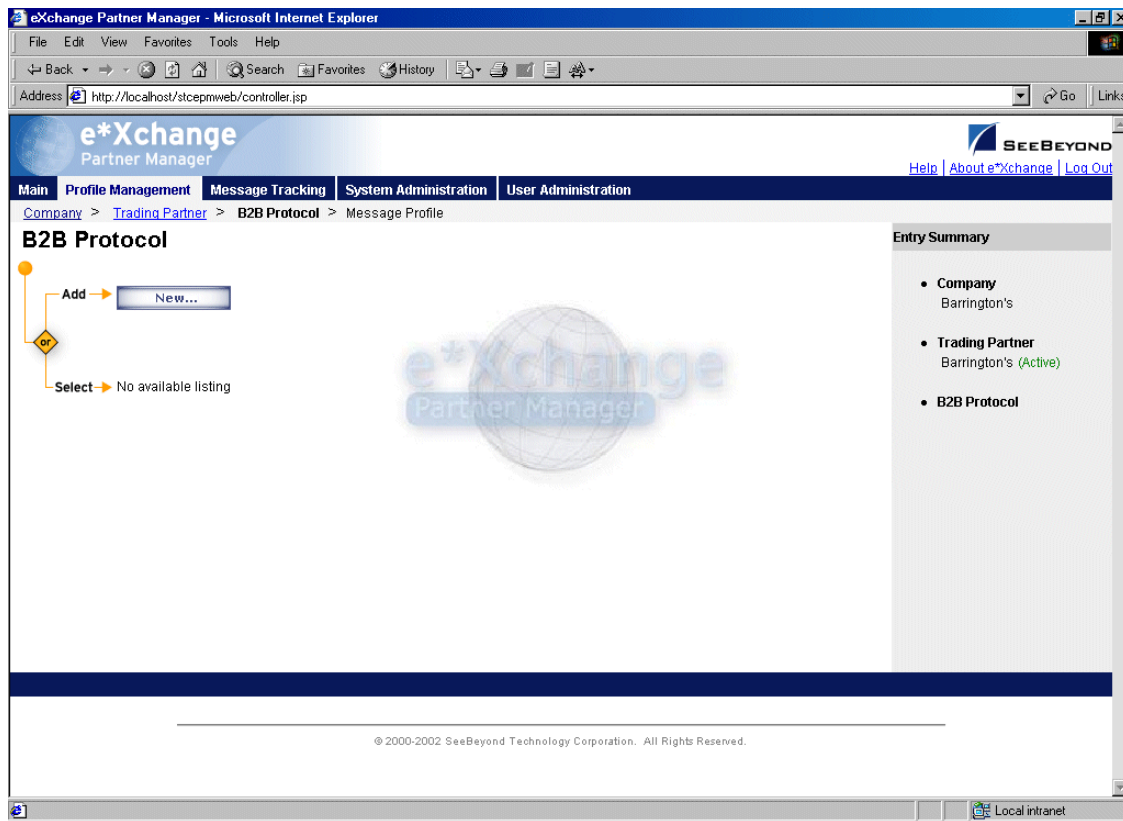 eXchange Partner Manager - Microsoft Internet Explorer
File Edit View Favorites Tools Help
Back Search Favorites History
Address http://localhost/stcepmweb/controller.jsp Go Links
e*Xchange
Partner Manager
SEEBEYOND
Help | About e*Xchange | Log Out
Main Profile Management Message Tracking System Administration User Administration
Company > Trading Partner > B2B Protocol > Message Profile
B2B Protocol
Entry Summary
Add New...
or
Select No available listing
• Company
Barrington's
• Trading Partner
Barrington's (Active)
• B2B Protocol
e*Xchange
Partner Manager
© 2000-2002 SeeBeyond Technology Corporation. All Rights Reserved.
Local intranet